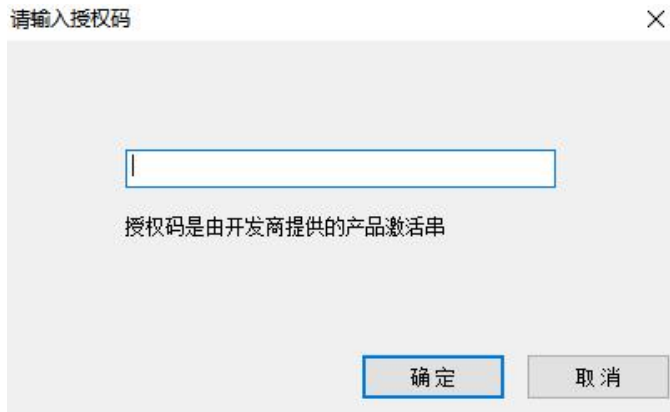 请输入授权码
授权码是由开发商提供的产品激活串
确定
取消